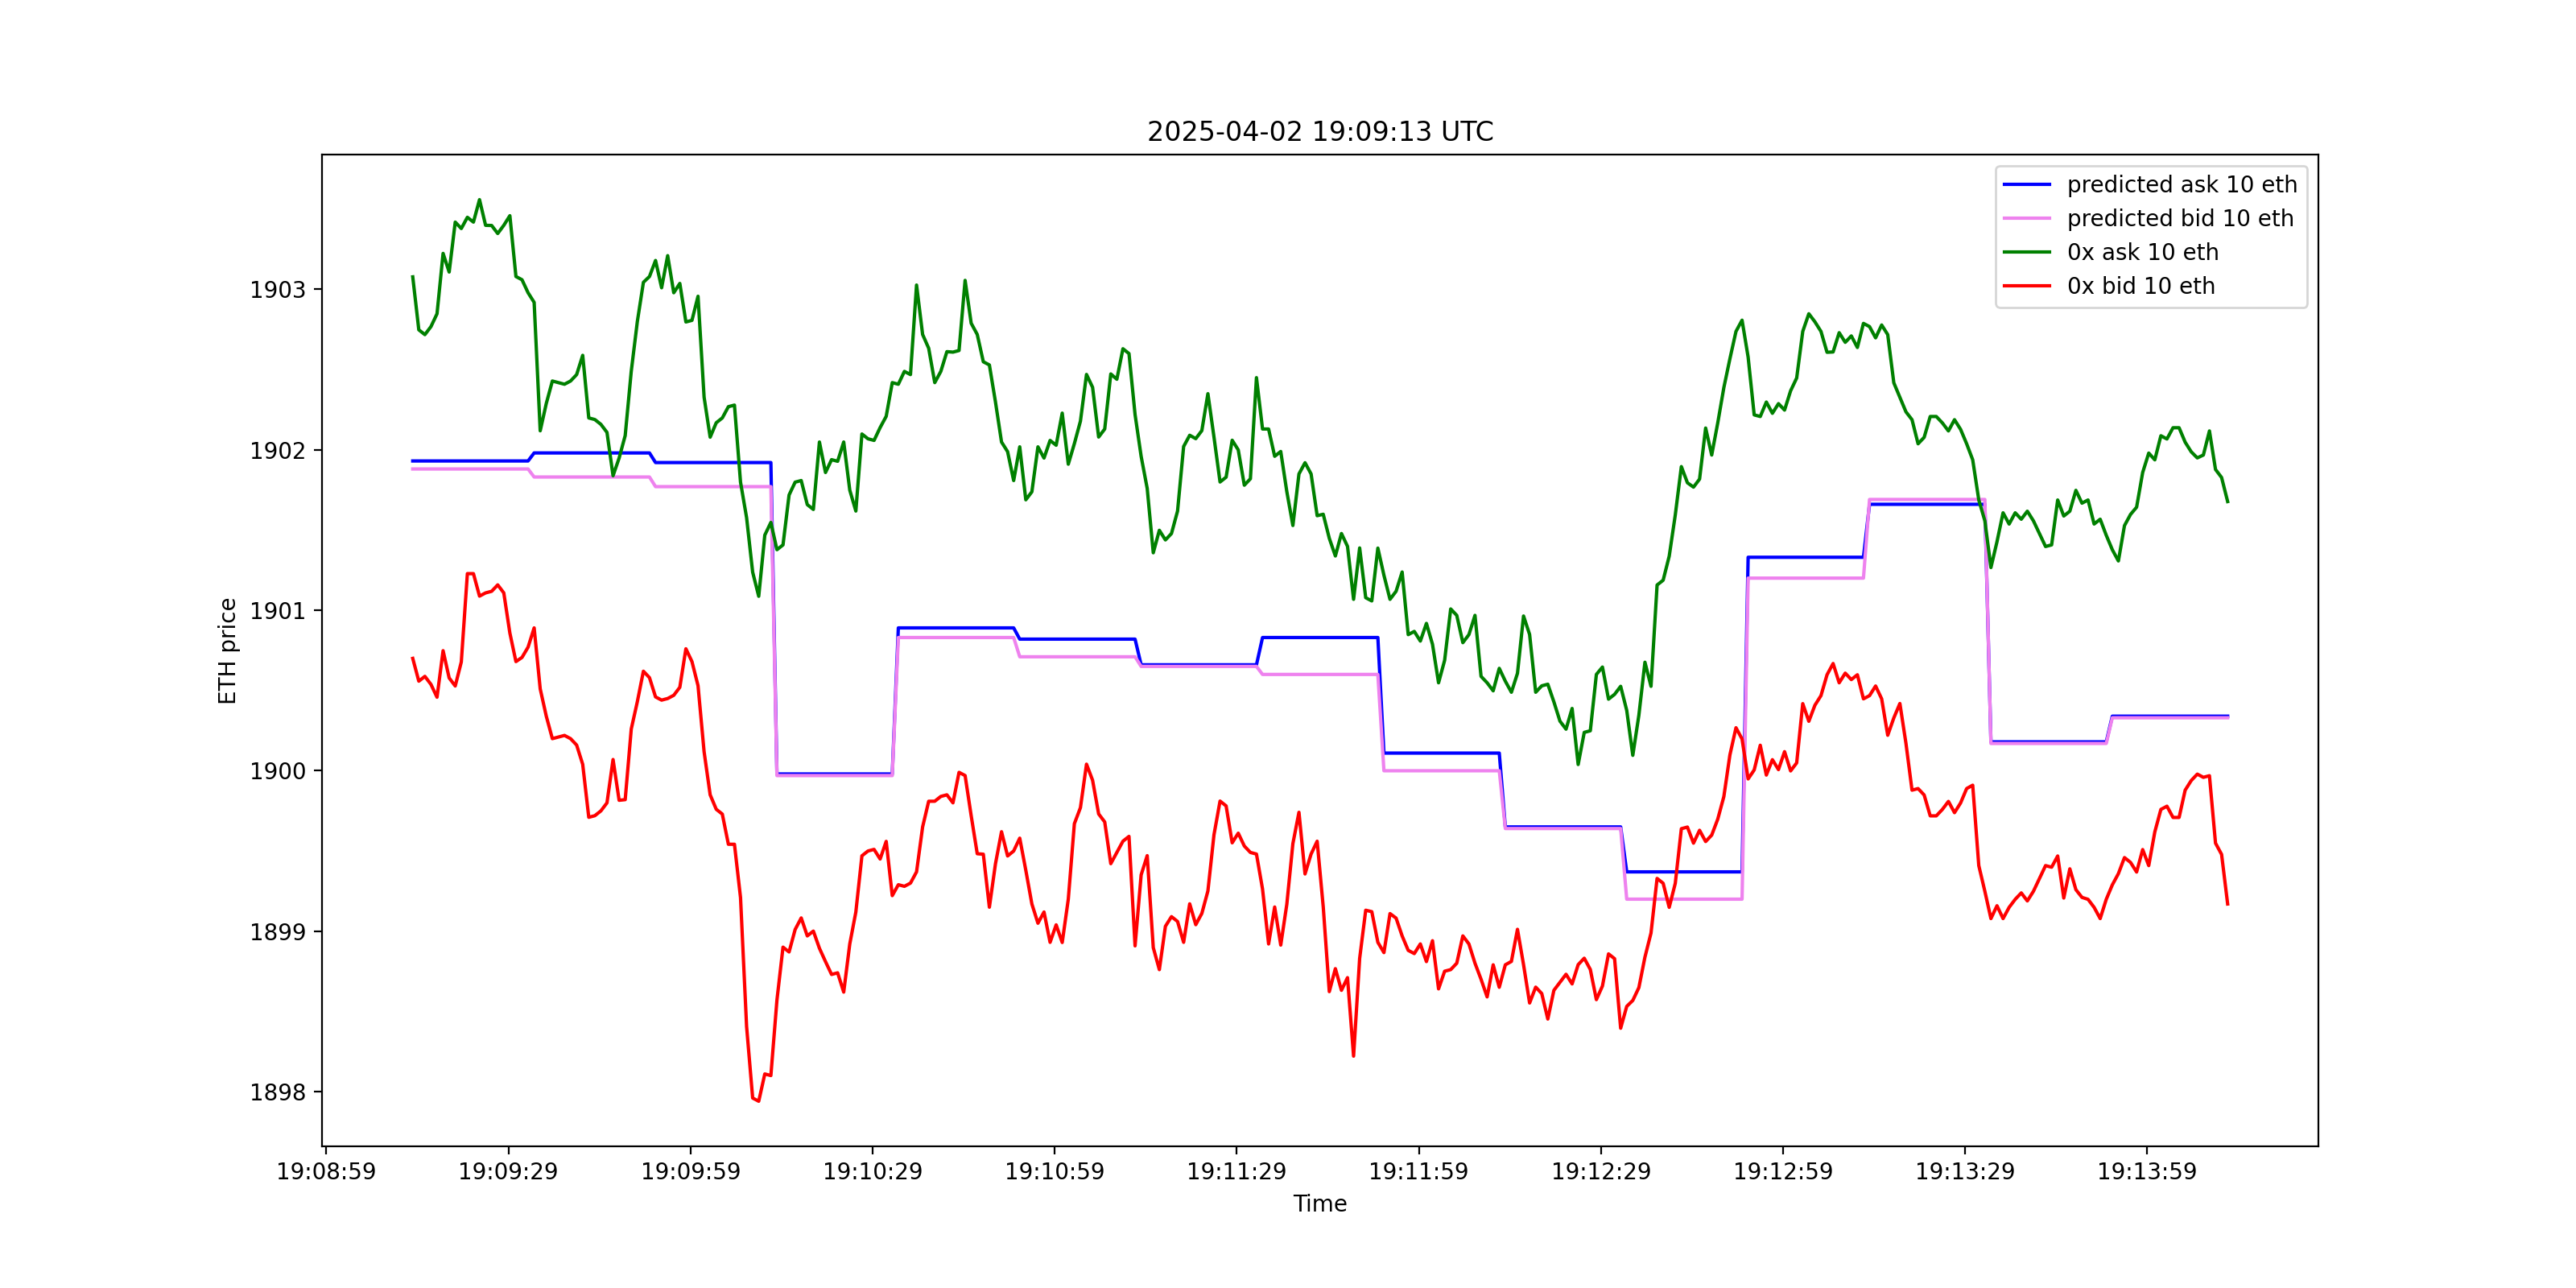 2025-04-02 19:09:13 UTC
predicted ask 10 eth
predicted bid 10 eth
0x ask 10 eth
0x bid 10 eth
ETH price
1903
1902
1901
1900
1899
1898
19:08:59 19:09:29 19:09:59 19:10:29 19:10:59 19:11:29 19:11:59 19:12:29 19:12:59 19:13:29 19:13:59
Time